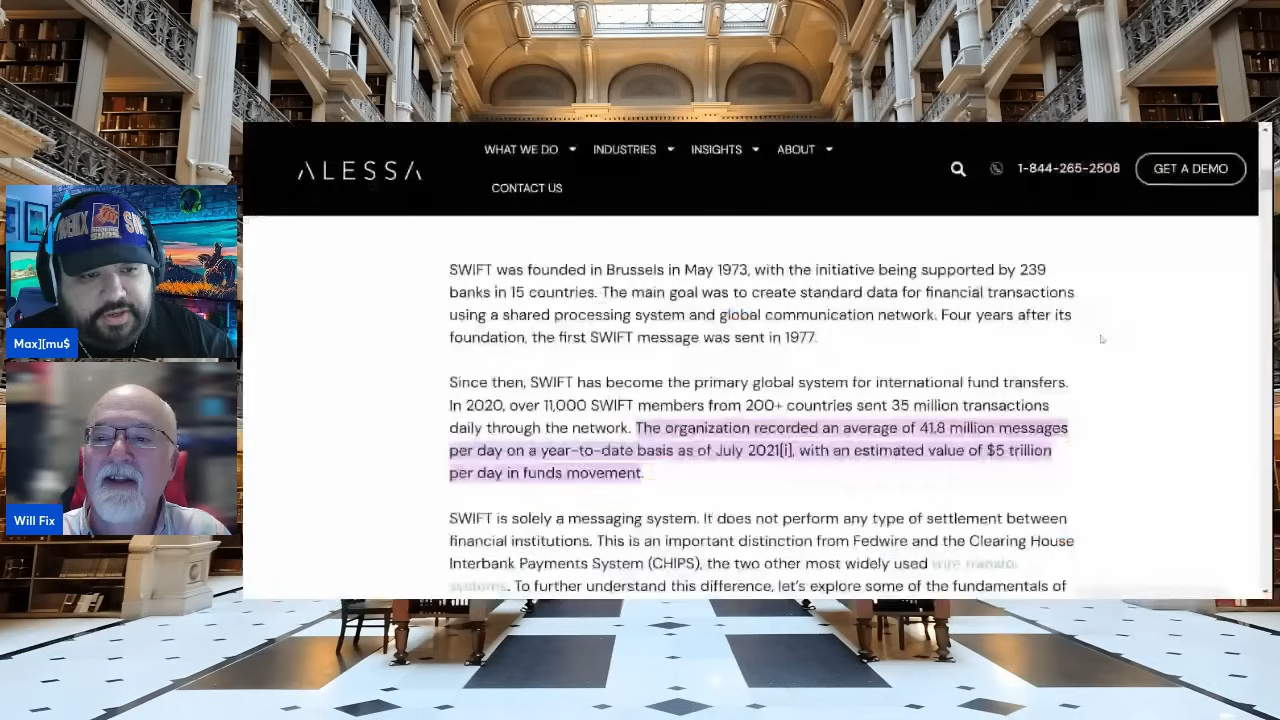 ALESSA
WHAT WE DO INDUSTRIES INSIGHTS ABOUT
CONTACT US
1-844-265-2508
GET A DEMO
SWIFT was founded in Brussels in May 1973, with the initiative being supported by 239
banks in 15 countries. The main goal was to create standard data for financial transactions
using a shared processing system and global communication network. Four years after its
foundation, the first SWIFT message was sent in 1977.
Since then, SWIFT has become the primary global system for international fund transfers.
In 2020, over 11,000 SWIFT members from 200+ countries sent 35 million transactions
daily through the network. The organization recorded an average of 41.8 million messages
per day on a year-to-date basis as of July 2021[i], with an estimated value of $5 trillion
per day in funds movement.
SWIFT is solely a messaging system. It does not perform any type of settlement between
financial institutions. This is an important distinction from Fedwire and the Clearing House
Interbank Payments System (CHIPS), the two other most widely used wire transfer
systems. To further understand this difference, let's explore some of the fundamentals of
Max][mu$
Will Fix